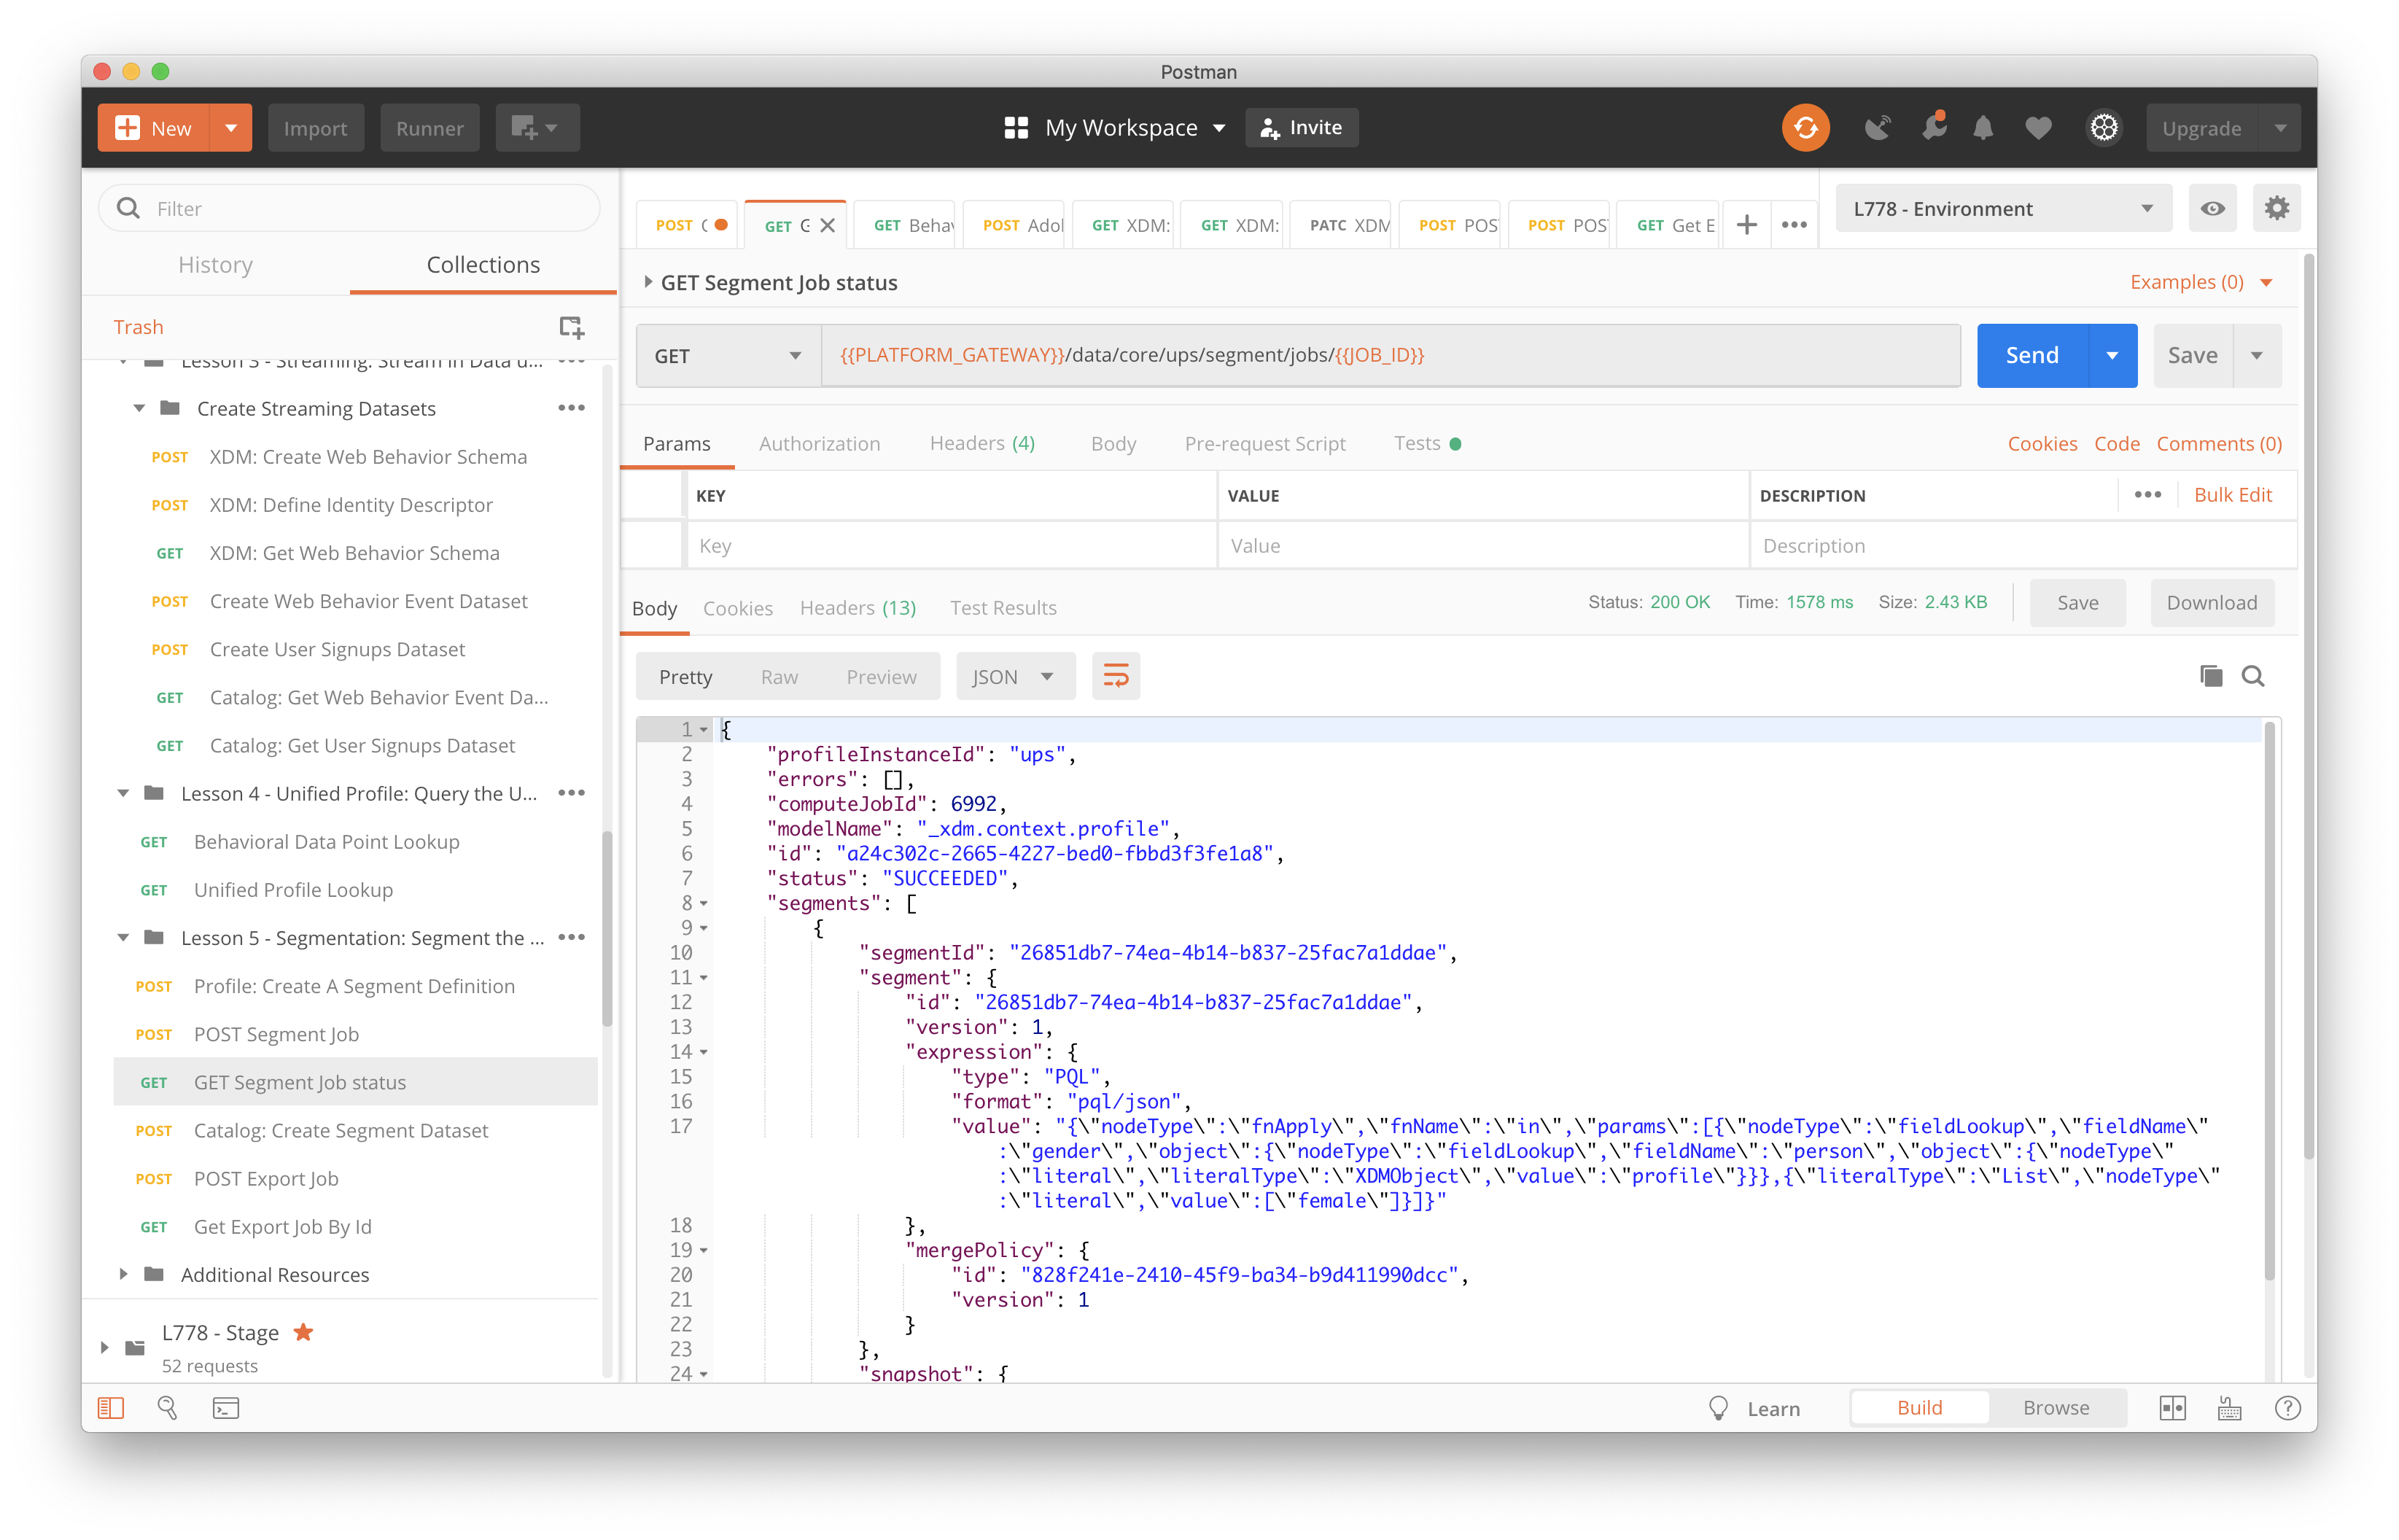 Postman
New
Import
Runner
My Workspace
Invite
Upgrade
Filter
History
Collections
Trash
Lesson 3 - Streaming: Stream in Data u...
Create Streaming Datasets
POST XDM: Create Web Behavior Schema
POST XDM: Define Identity Descriptor
GET XDM: Get Web Behavior Schema
POST Create Web Behavior Event Dataset
POST Create User Signups Dataset
GET Catalog: Get Web Behavior Event Da...
GET Catalog: Get User Signups Dataset
Lesson 4 - Unified Profile: Query the U...
GET Behavioral Data Point Lookup
GET Unified Profile Lookup
Lesson 5 - Segmentation: Segment the ...
POST Profile: Create A Segment Definition
POST POST Segment Job
GET GET Segment Job status
POST Catalog: Create Segment Dataset
POST POST Export Job
GET Get Export Job By Id
Additional Resources
L778 - Stage
52 requests
POST
GET
GET Behav
POST Adol
GET XDM:
GET XDM:
PATC XDM
POST POS
POST POS
GET Get E
L778 - Environment
GET Segment Job status
Examples (0)
GET
{{PLATFORM_GATEWAY}}/data/core/ups/segment/jobs/{{JOB_ID}}
Send
Save
Params
Authorization
Headers (4)
Body
Pre-request Script
Tests
Cookies
Code
Comments (0)
KEY
VALUE
DESCRIPTION
Bulk Edit
Key
Value
Description
Body
Cookies
Headers (13)
Test Results
Status: 200 OK
Time: 1578 ms
Size: 2.43 KB
Save
Download
Pretty
Raw
Preview
JSON
1 {
2 "profileInstanceId": "ups",
3 "errors": [],
4 "computeJobId": 6992,
5 "modelName": "_xdm.context.profile",
6 "id": "a24c302c-2665-4227-bed0-fbbd3f3fe1a8",
7 "status": "SUCCEEDED",
8 "segments": [
9 {
10 "segmentId": "26851db7-74ea-4b14-b837-25fac7a1ddae",
11 "segment": {
12 "id": "26851db7-74ea-4b14-b837-25fac7a1ddae",
13 "version": 1,
14 "expression": {
15 "type": "PQL",
16 "format": "pql/json",
17 "value": "{\"nodeType\":\"fnApply\",\"fnName\":\"in\",\"params\":[{\"nodeType\":\"fieldLookup\",\"fieldName\"
:\"gender\",\"object\":{\"nodeType\":\"fieldLookup\",\"fieldName\":\"person\",\"object\":{\"nodeType\"
:\"literal\",\"literalType\":\"XDMObject\",\"value\":\"profile\"}}},{\"literalType\":\"List\",\"nodeType\"
:\"literal\",\"value\":[\"female\"]}]}"
18 },
19 "mergePolicy": {
20 "id": "828f241e-2410-45f9-ba34-b9d411990dcc",
21 "version": 1
22 }
23 },
24 "snapshot": {
Learn
Build
Browse